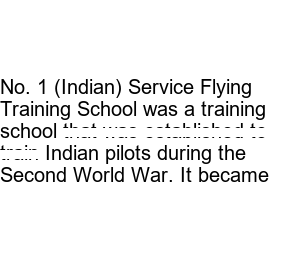 No. 1 (Indian) Service Flying
Training School was a training
school that was established to
train Indian pilots during the
Second World War. It became